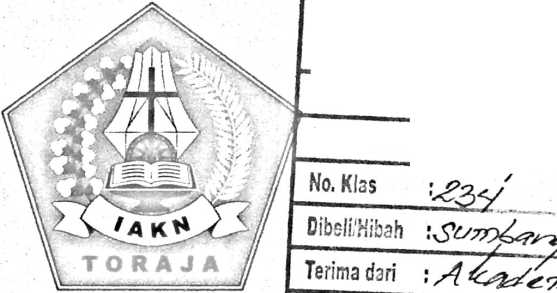 IAKN
TORAJA
No. Klas : 234
Dibeli/Hibah :
Terima dari :